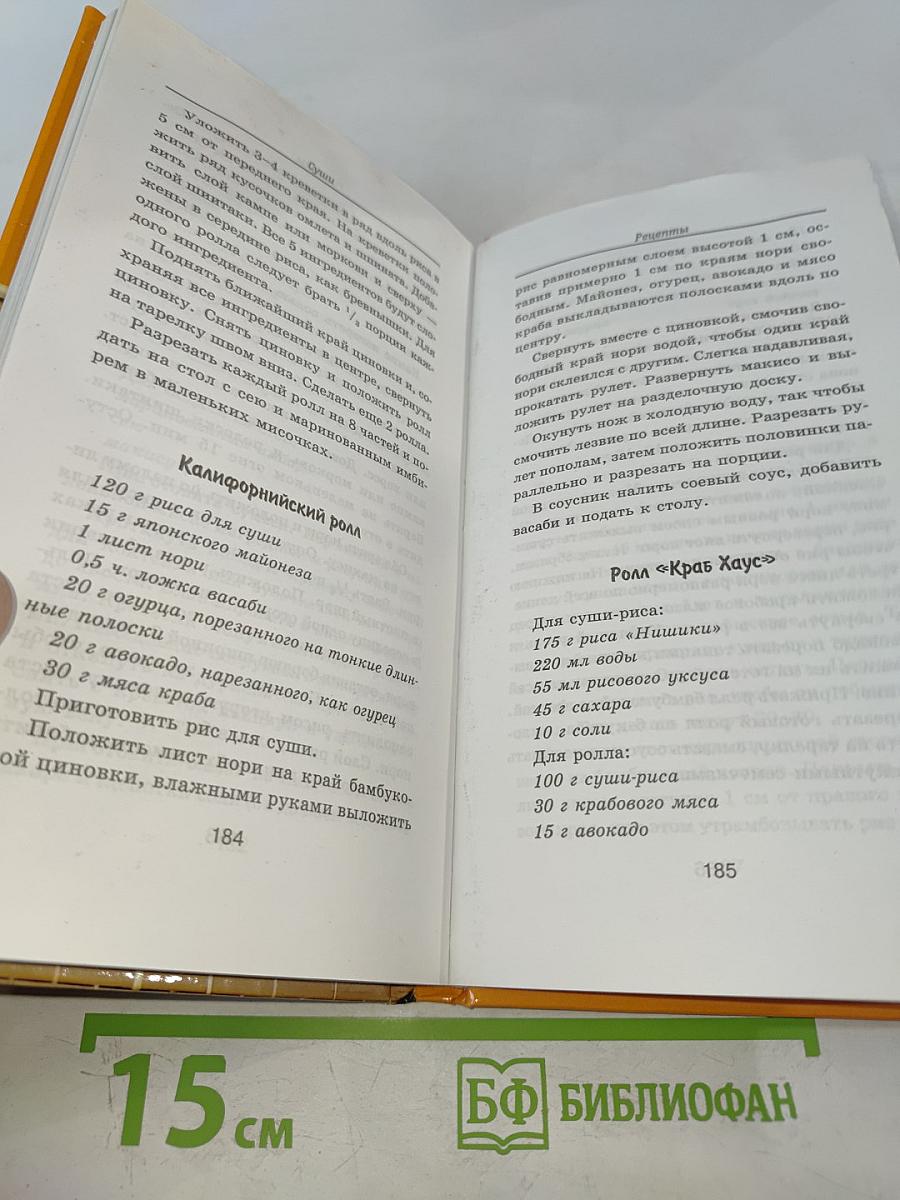 Суши
Уложить 3–4 креветки в ряд вдоль риса в
5 см от переднего края. На креветки поло-
жить ряд кусочков омлета и шпината. Доба-
вить слой кампе или моркови и сверху —
слой шиитаки. Все 5 ингредиентов будут сло-
жены в середине риса, как бревнышки. Для
одного ролла следует брать 1/3 порции каж-
дого ингредиента.
Поднять ближайший край циновки и, со-
храняя все ингредиенты в центре, свернуть
циновку. Снять циновку и положить ролл
на тарелку швом вниз. Сделать еще 2 ролла.
Разрезать каждый ролл на 8 частей и по-
дать на стол с сею и маринованным имби-
рем в маленьких мисочках.
Калифорнийский ролл
120 г риса для суши
15 г японского майонеза
1 лист нори
0,5 ч. ложка васаби
20 г огурца, порезанного на тонкие длин-
ные полоски
20 г авокадо, нарезанного, как огурец
30 г мяса краба
Приготовить рис для суши.
Положить лист нори на край бамбуко-
ой циновки, влажными руками выложить
184
Рецепты
рис равномерным слоем высотой 1 см, ос-
тавив примерно 1 см по краям нори сво-
бодным. Майонез, огурец, авокадо и мясо
краба выкладываются полосками вдоль по
центру.
Свернуть вместе с циновкой, смочив сво-
бодный край нори водой, чтобы один край
нори склеился с другим. Слегка надавливая,
прокатать рулет. Развернуть макисо и вы-
ложить рулет на разделочную доску.
Окунуть нож в холодную воду, так чтобы
смочить лезвие по всей длине. Разрезать ру-
лет пополам, затем положить половинки па-
раллельно и разрезать на порции.
В соусник налить соевый соус, добавить
васаби и подать к столу.
Ролл «Краб Хаус»
Для суши-риса:
175 г риса «Нишики»
220 мл воды
55 мл рисового уксуса
45 г сахара
10 г соли
Для ролла:
100 г суши-риса
30 г крабового мяса
15 г авокадо
185
15 см
БФ БИБЛИОФАН